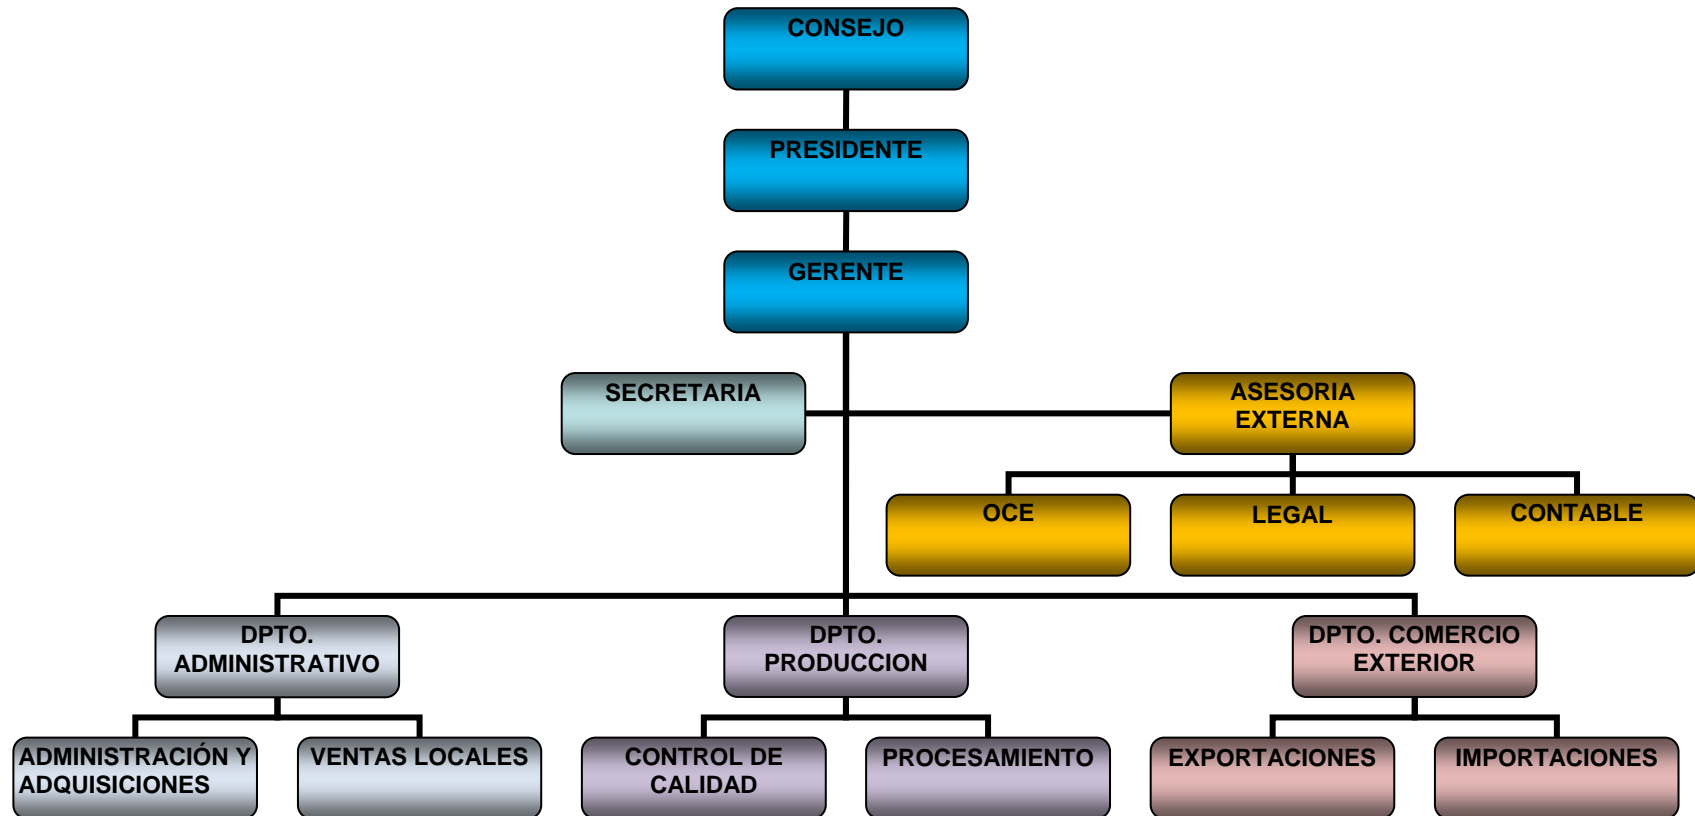 CONSEJO
PRESIDENTE
GERENTE
SECRETARIA
ASESORIA
EXTERNA
OCE
LEGAL
CONTABLE
DPTO.
ADMINISTRATIVO
DPTO.
PRODUCCION
DPTO. COMERCIO
EXTERIOR
ADMINISTRACIÓN Y
ADQUISICIONES
VENTAS LOCALES
CONTROL DE
CALIDAD
PROCESAMIENTO
EXPORTACIONES
IMPORTACIONES